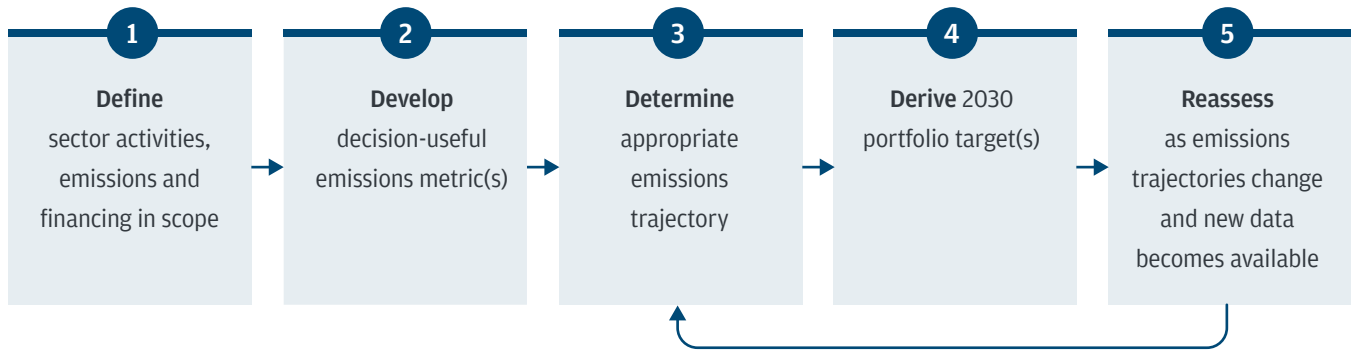 1
Define
sector activities,
emissions and
financing in scope
2
Develop
decision-useful
emissions metric(s)
3
Determine
appropriate
emissions
trajectory
4
Derive 2030
portfolio target(s)
5
Reassess
as emissions
trajectories change
and new data
becomes available